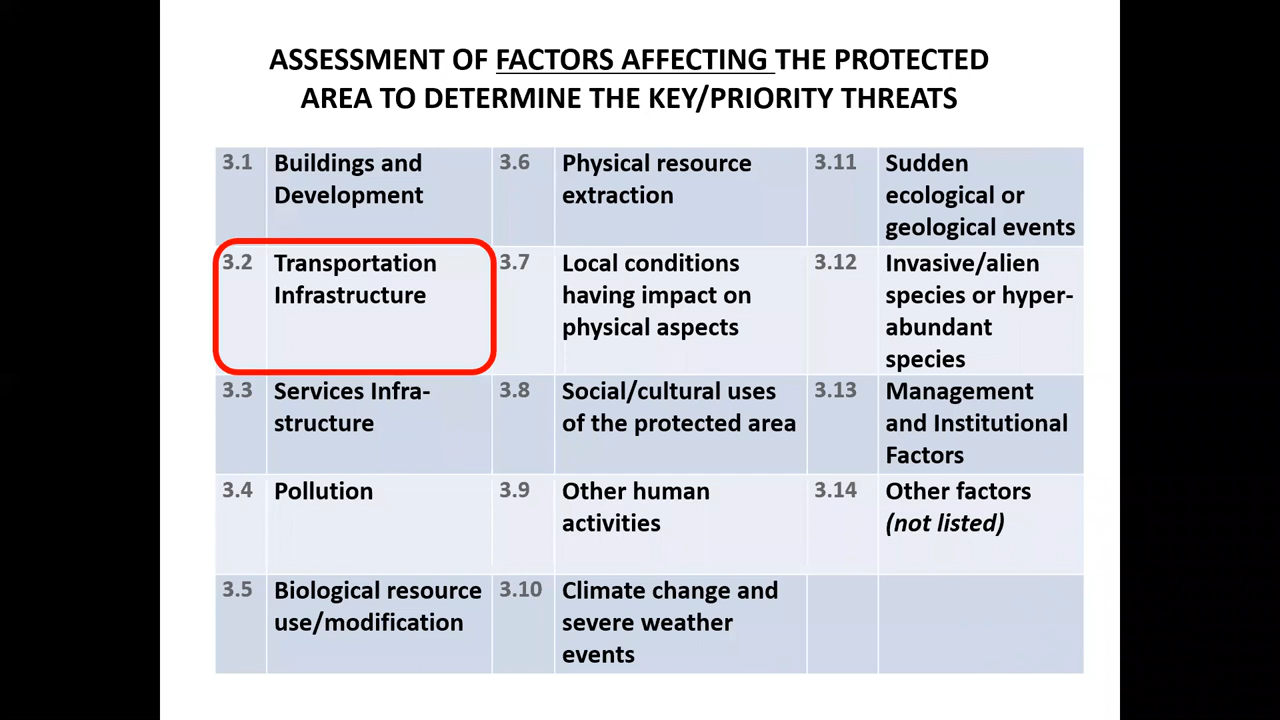 ASSESSMENT OF FACTORS AFFECTING THE PROTECTED
AREA TO DETERMINE THE KEY/PRIORITY THREATS
3.1
Buildings and
Development
3.6
Physical resource
extraction
3.11
Sudden
ecological or
geological events
3.2
Transportation
Infrastructure
3.7
Local conditions
having impact on
physical aspects
3.12
Invasive/alien
species or hyper-
abundant
species
3.3
Services Infra-
structure
3.8
Social/cultural uses
of the protected area
3.13
Management
and Institutional
Factors
3.4
Pollution
3.9
Other human
activities
3.14
Other factors
(not listed)
3.5
Biological resource
use/modification
3.10
Climate change and
severe weather
events